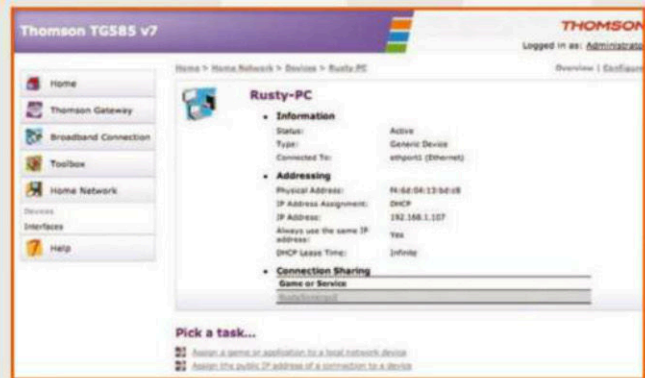 Thomson TG585 v7
THOMSON
Logged in as: Administrator
Home > Home Network > Devices > Rusty-PC
Overview | Configure
Home
Thomson Gateway
Broadband Connection
Toolbox
Home Network
Devices
Interfaces
Help
Rusty-PC
Information
Status: Active
Type: Generic Device
Connected To: ethport1 (Ethernet)
Addressing
Physical Address:
IP Address Assignment: DHCP
IP Address: 192.168.1.107
Always use the same IP address: Yes
DHCP Lease Time: Infinite
Connection Sharing
Game or Service
Pick a task...
Assign a game or application to a local network device
Assign the public IP address of a connection to a device